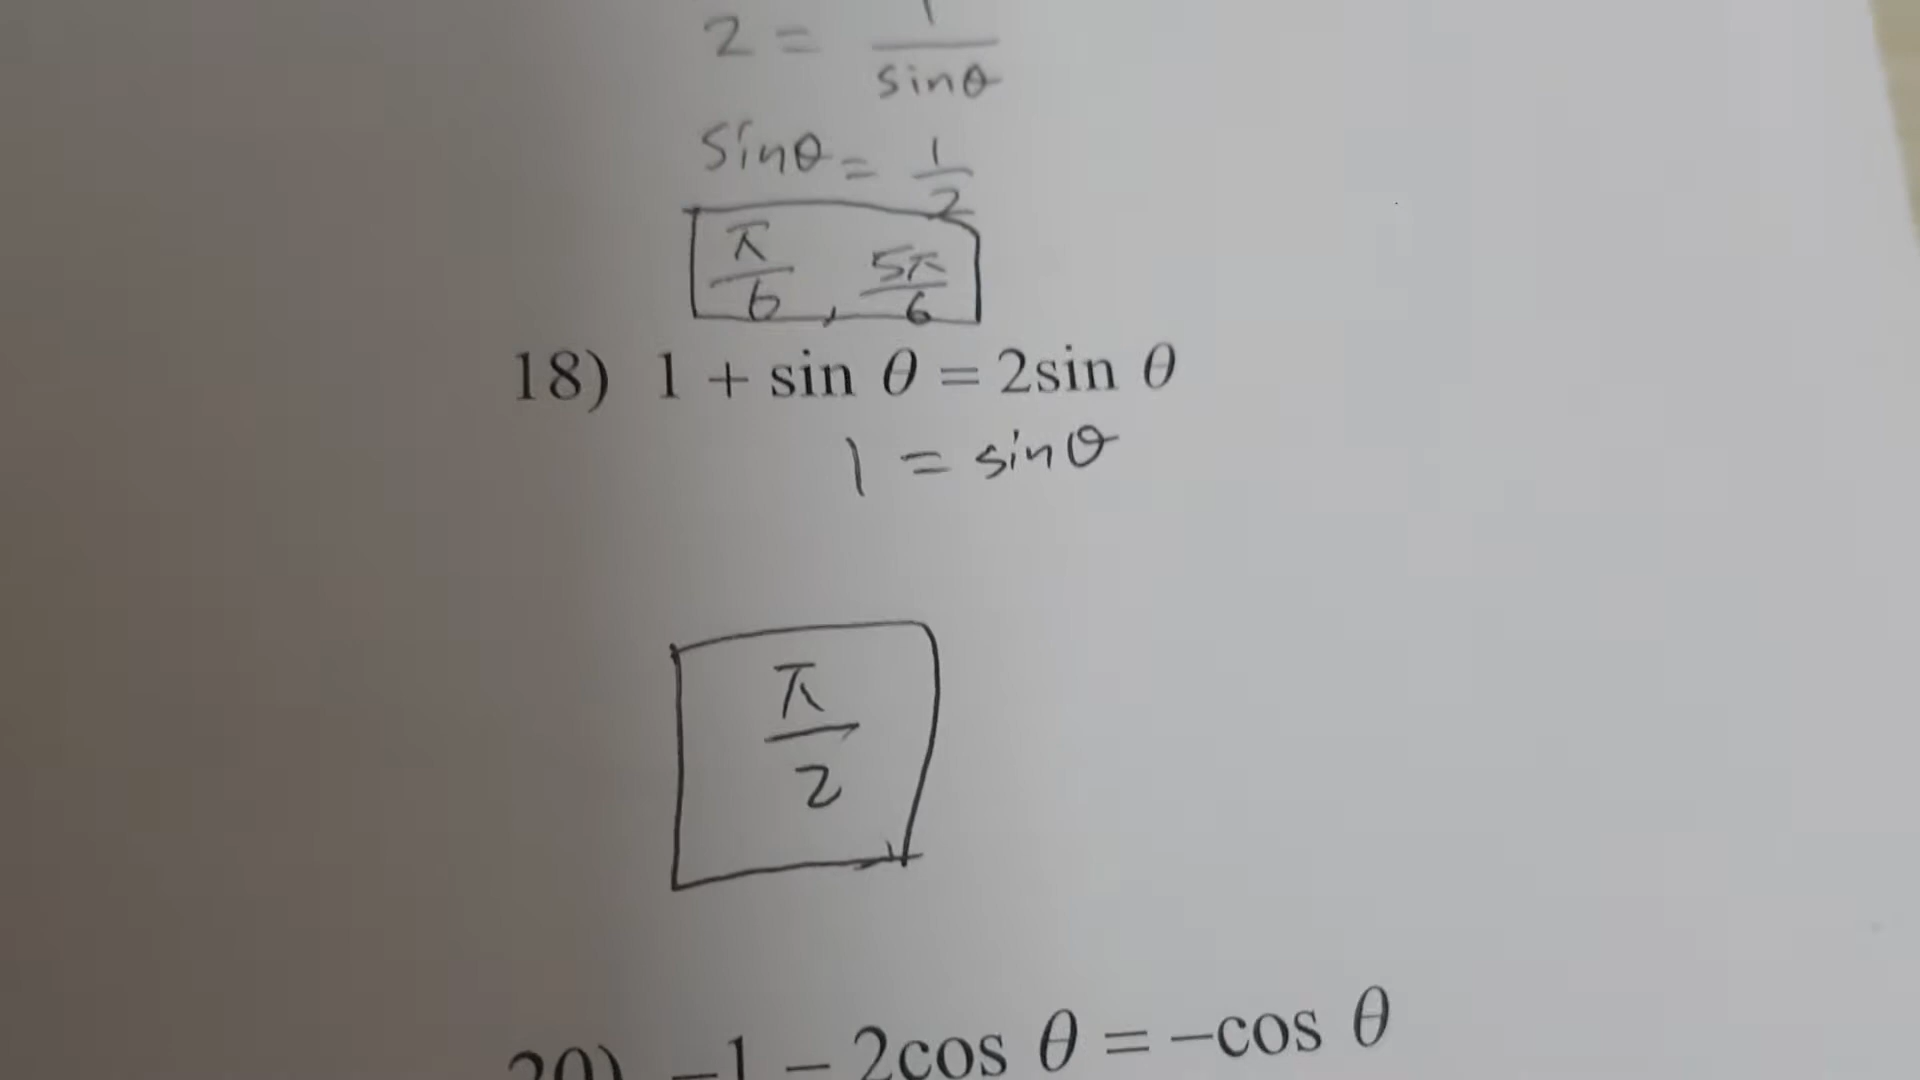 2 = 1/sinθ
sinθ = 1/2
π/6, 5π/6
18) 1 + sin θ = 2sin θ
1 = sinθ
π/2
20) −1 − 2cos θ = −cos θ